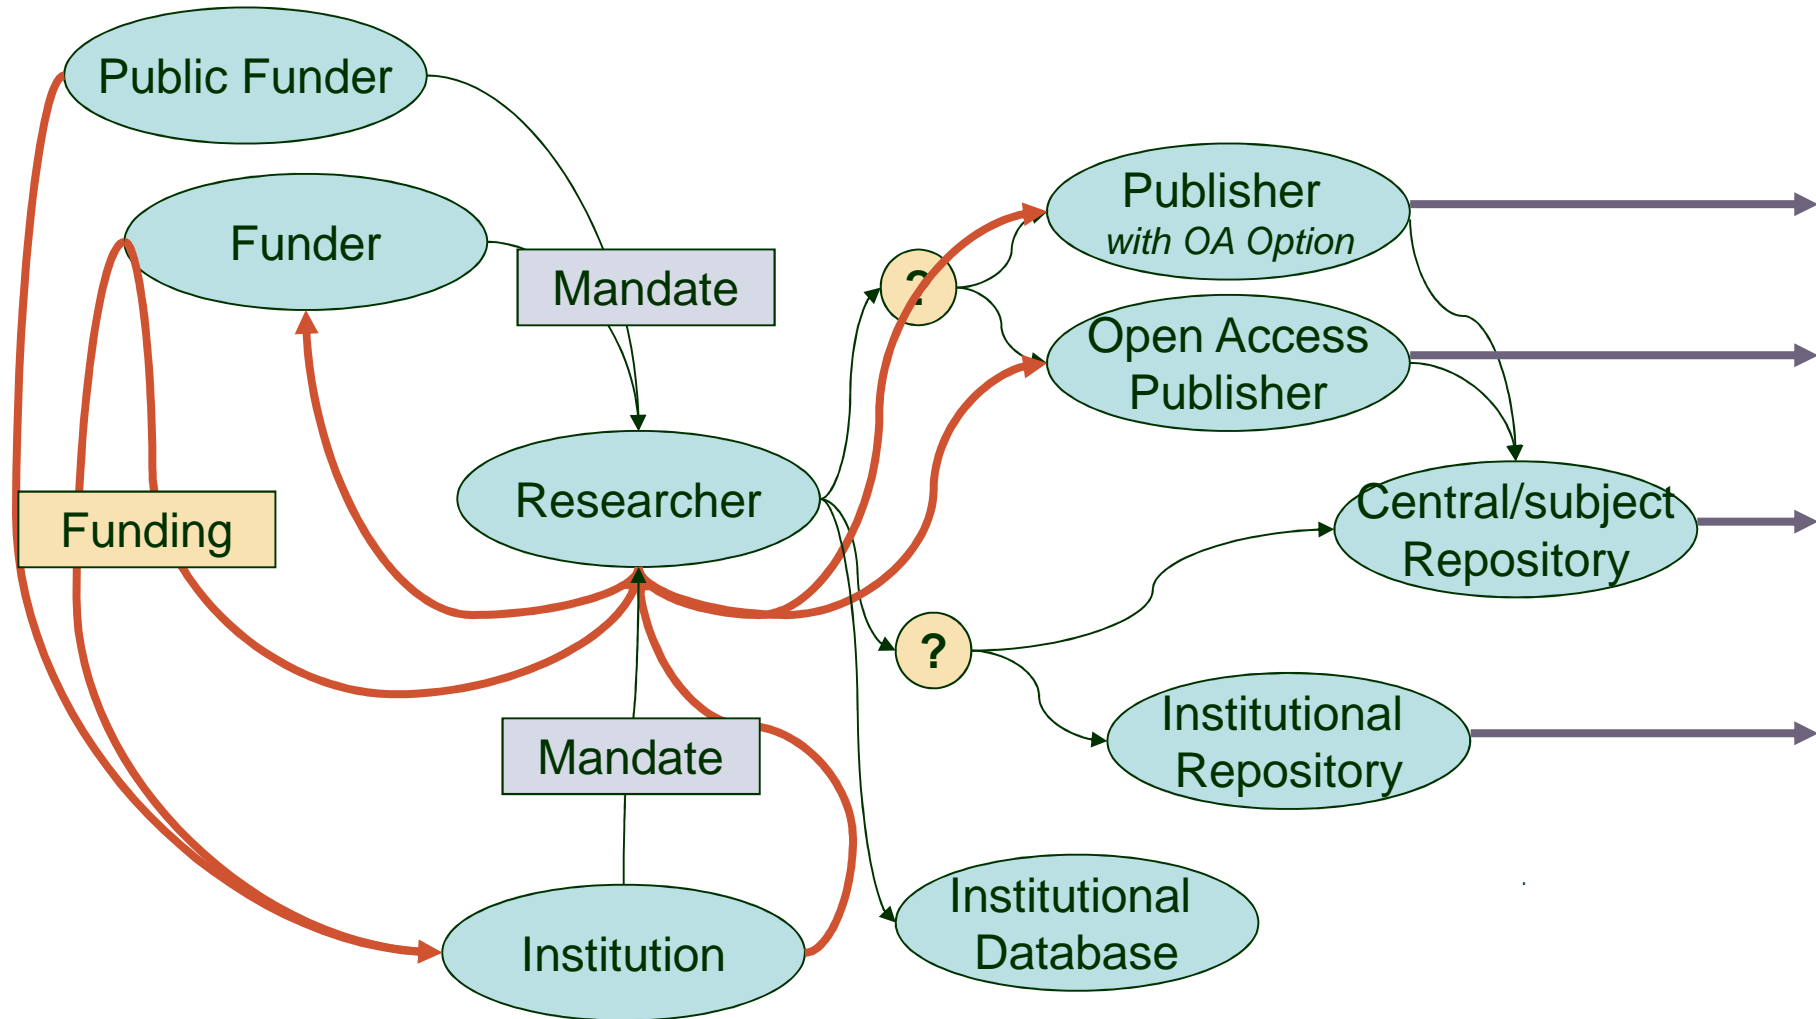 Public Funder
Funder
Mandate
Publisher
with OA Option
?
Open Access
Publisher
Researcher
Funding
Central/subject
Repository
?
Institutional
Repository
Mandate
Institutional
Database
Institution